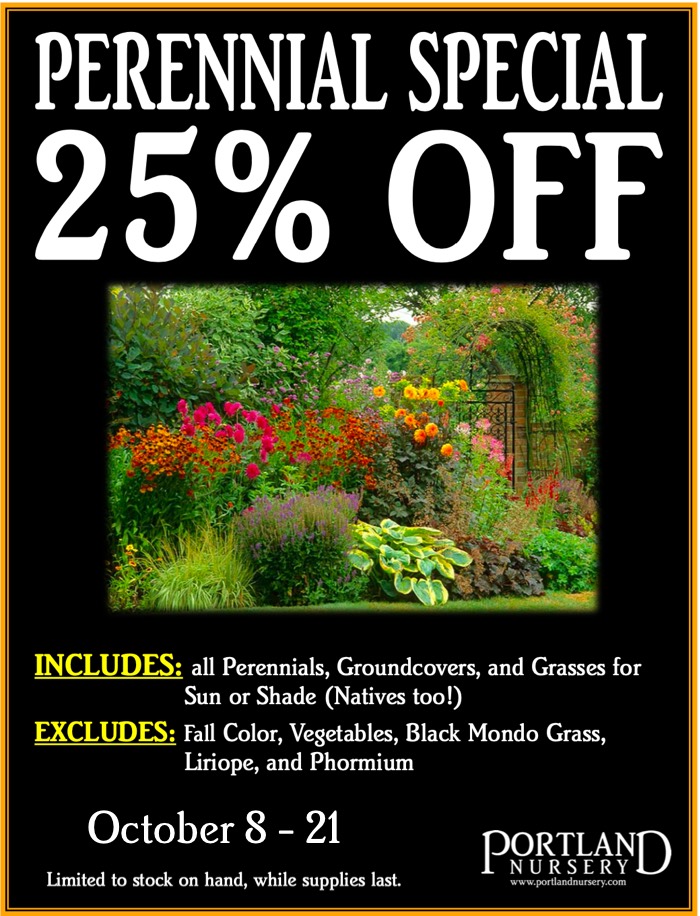 PERENNIAL SPECIAL
25% OFF
INCLUDES: all Perennials, Groundcovers, and Grasses for
Sun or Shade (Natives too!)
EXCLUDES: Fall Color, Vegetables, Black Mondo Grass,
Liriope, and Phormium
October 8 - 21
Limited to stock on hand, while supplies last.
PORTLAND
NURSERY
www.portlandnursery.com